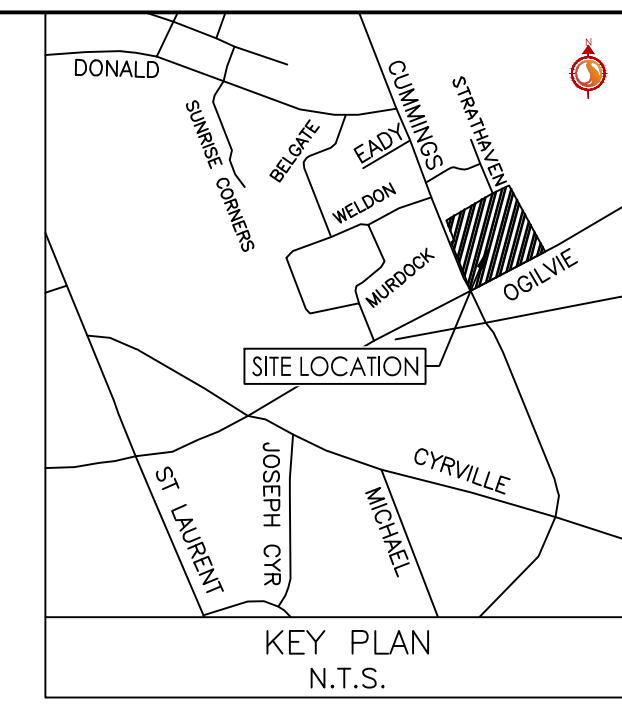 N
DONALD
CUMMINGS
STRATHAVEN
SUNRISE CORNERS
BELGATE
EADY
WELDON
MURDOCK
OGILVIE
SITE LOCATION
CYRVILLE
JOSEPH CYR
ST LAURENT
MICHAEL
KEY PLAN
N.T.S.